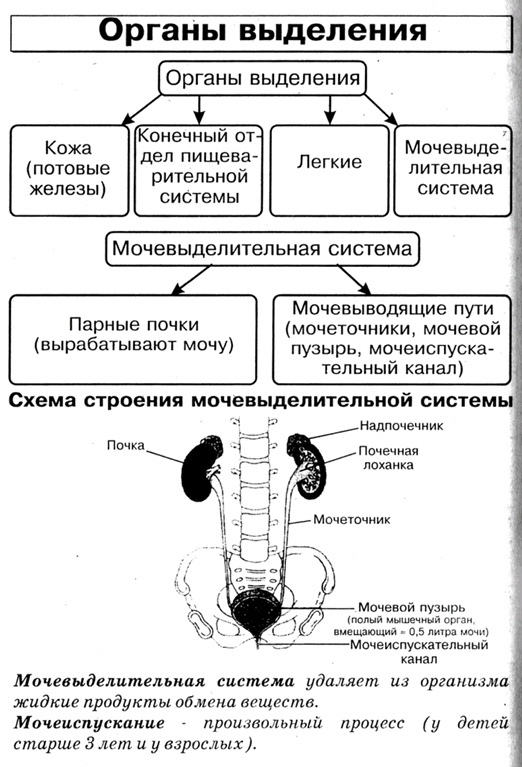 Органы выделения
Органы выделения
Кожа
(потовые
железы)
Конечный от-
дел пищева-
рительной
системы
Легкие
Мочевыде-
лительная
система
Мочевыделительная система
Парные почки
(вырабатывают мочу)
Мочевыводящие пути
(мочеточники, мочевой
пузырь, мочеиспуска-
тельный канал)
Схема строения мочевыделительной системы
Почка
Надпочечник
Почечная
лоханка
Мочеточник
Мочевой пузырь
(полый мышечный орган,
вмещающий ≈ 0,5 литра мочи)
Мочеиспускательный
канал
Мочевыделительная система удаляет из организма
жидкие продукты обмена веществ.
Мочеиспускание - произвольный процесс (у детей
старше 3 лет и у взрослых).